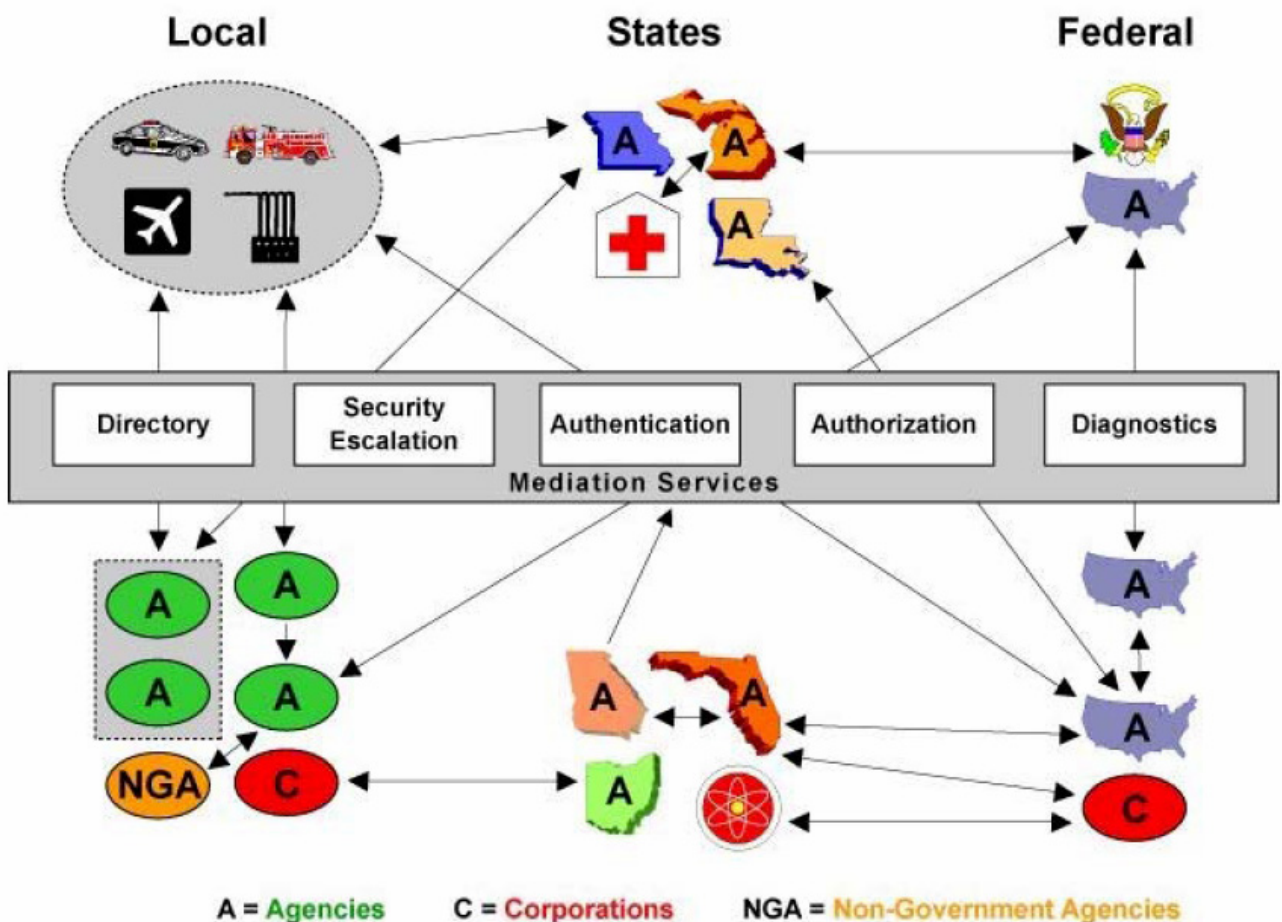 Local
States
Federal
A
A
A
A
Directory
Security
Escalation
Authentication
Authorization
Diagnostics
Mediation Services
A
A
A
A
A
A
A
A
A
NGA
C
A
C
A = Agencies
C = Corporations
NGA = Non-Government Agencies